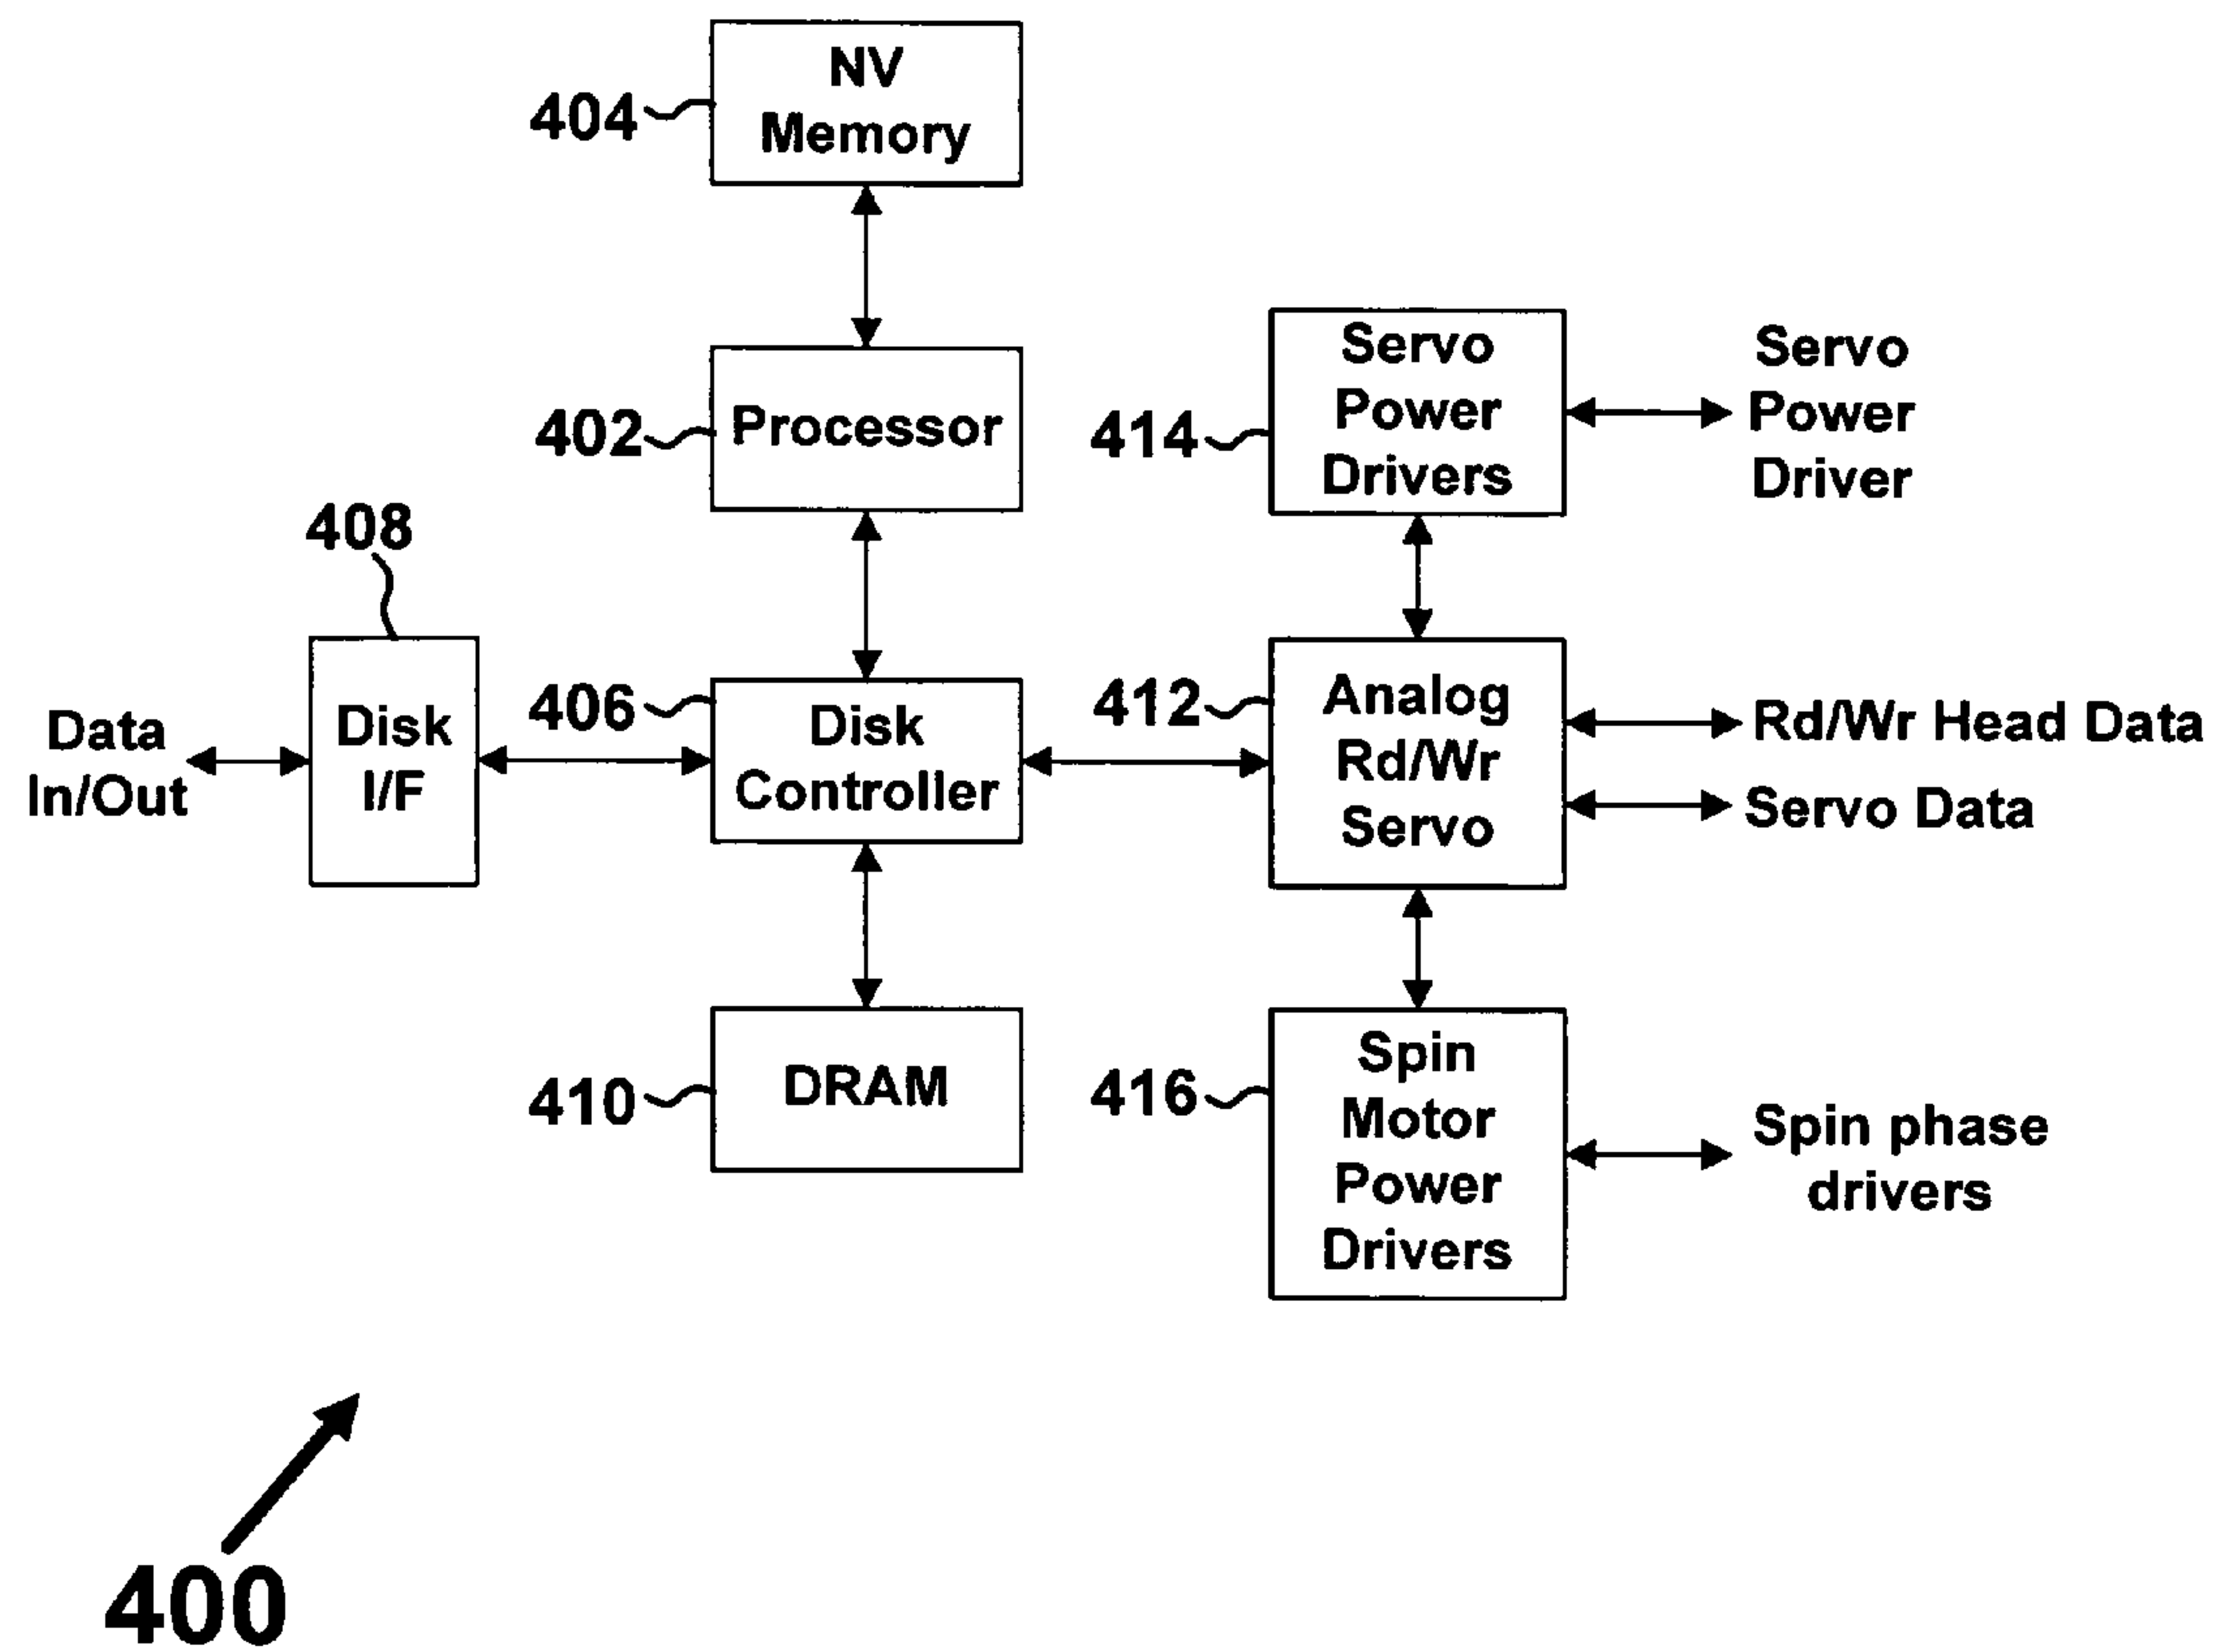 NV
Memory
404
Processor
402
Servo
Power
Drivers
414
Servo
Power
Driver
408
Data
In/Out
Disk
I/F
406
Disk
Controller
412
Analog
Rd/Wr
Servo
Rd/Wr Head Data
Servo Data
410
DRAM
416
Spin
Motor
Power
Drivers
Spin phase
drivers
400